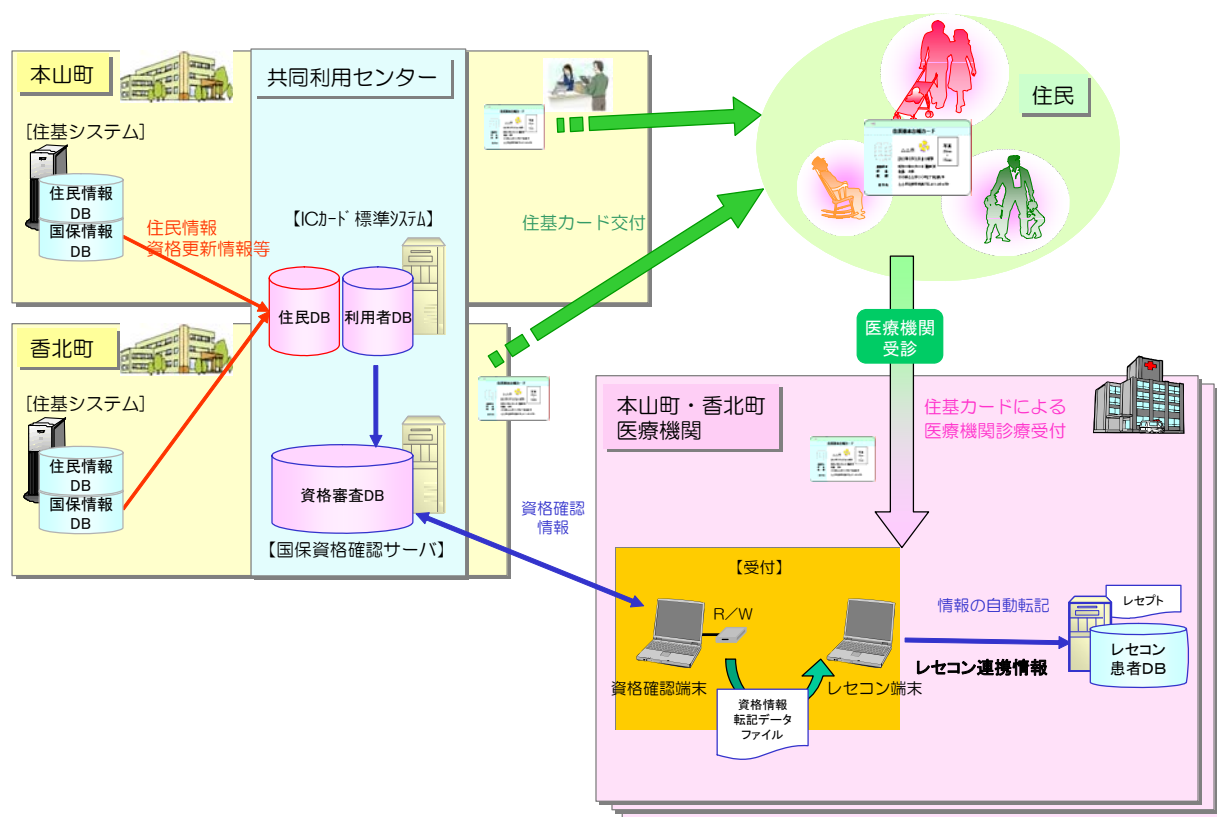 本山町
[住基システム]
住民情報
DB
国保情報
DB
住民情報
資格更新情報等
共同利用センター
【ICカード標準システム】
住民DB
利用者DB
資格審査DB
【国保資格確認サーバ】
香北町
[住基システム]
住民情報
DB
国保情報
DB
住基カード交付
住民
住民基本台帳カード
医療機関
受診
本山町・香北町
医療機関
住基カードによる
医療機関診療受付
資格確認
情報
【受付】
R/W
資格確認端末
レセコン端末
資格情報
転記データ
ファイル
情報の自動転記
レセコン連携情報
レセプト
レセコン
患者DB